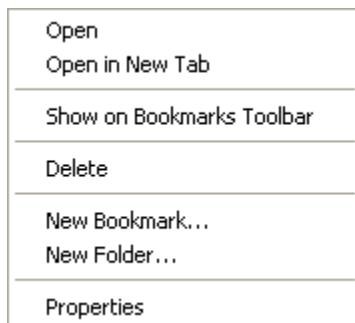 Open
Open in New Tab
Show on Bookmarks Toolbar
Delete
New Bookmark...
New Folder...
Properties